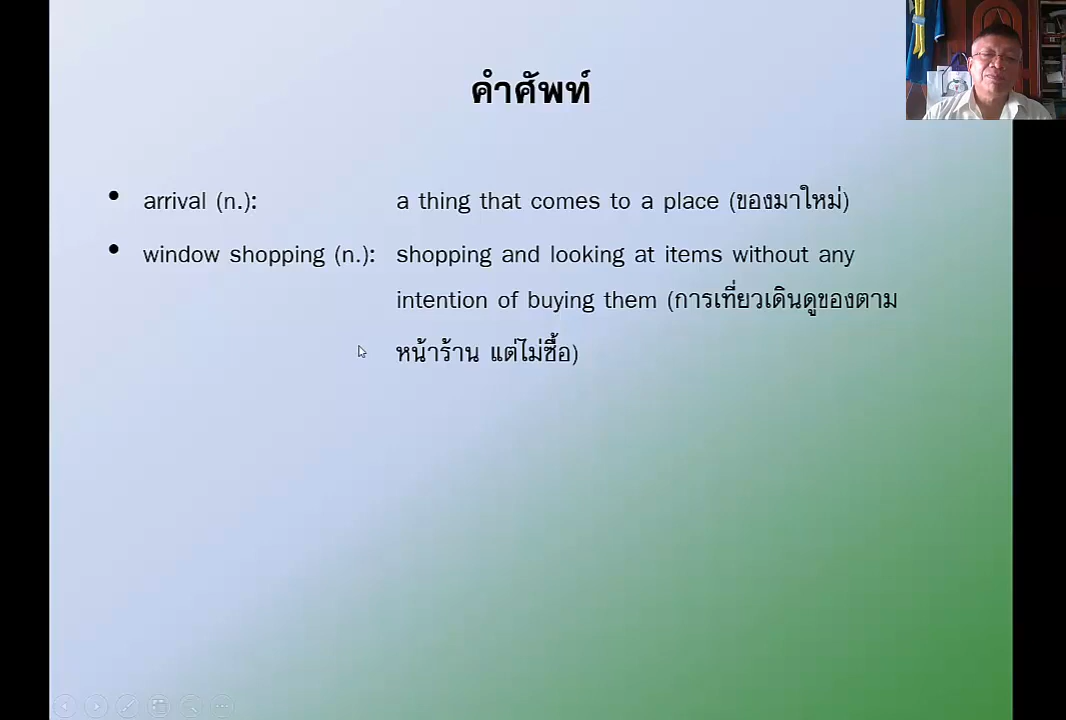 คำศัพท์
• arrival (n.): a thing that comes to a place (ของมาใหม่)
• window shopping (n.): shopping and looking at items without any
intention of buying them (การเที่ยวเดินดูของตาม
หน้าร้าน แต่ไม่ซื้อ)